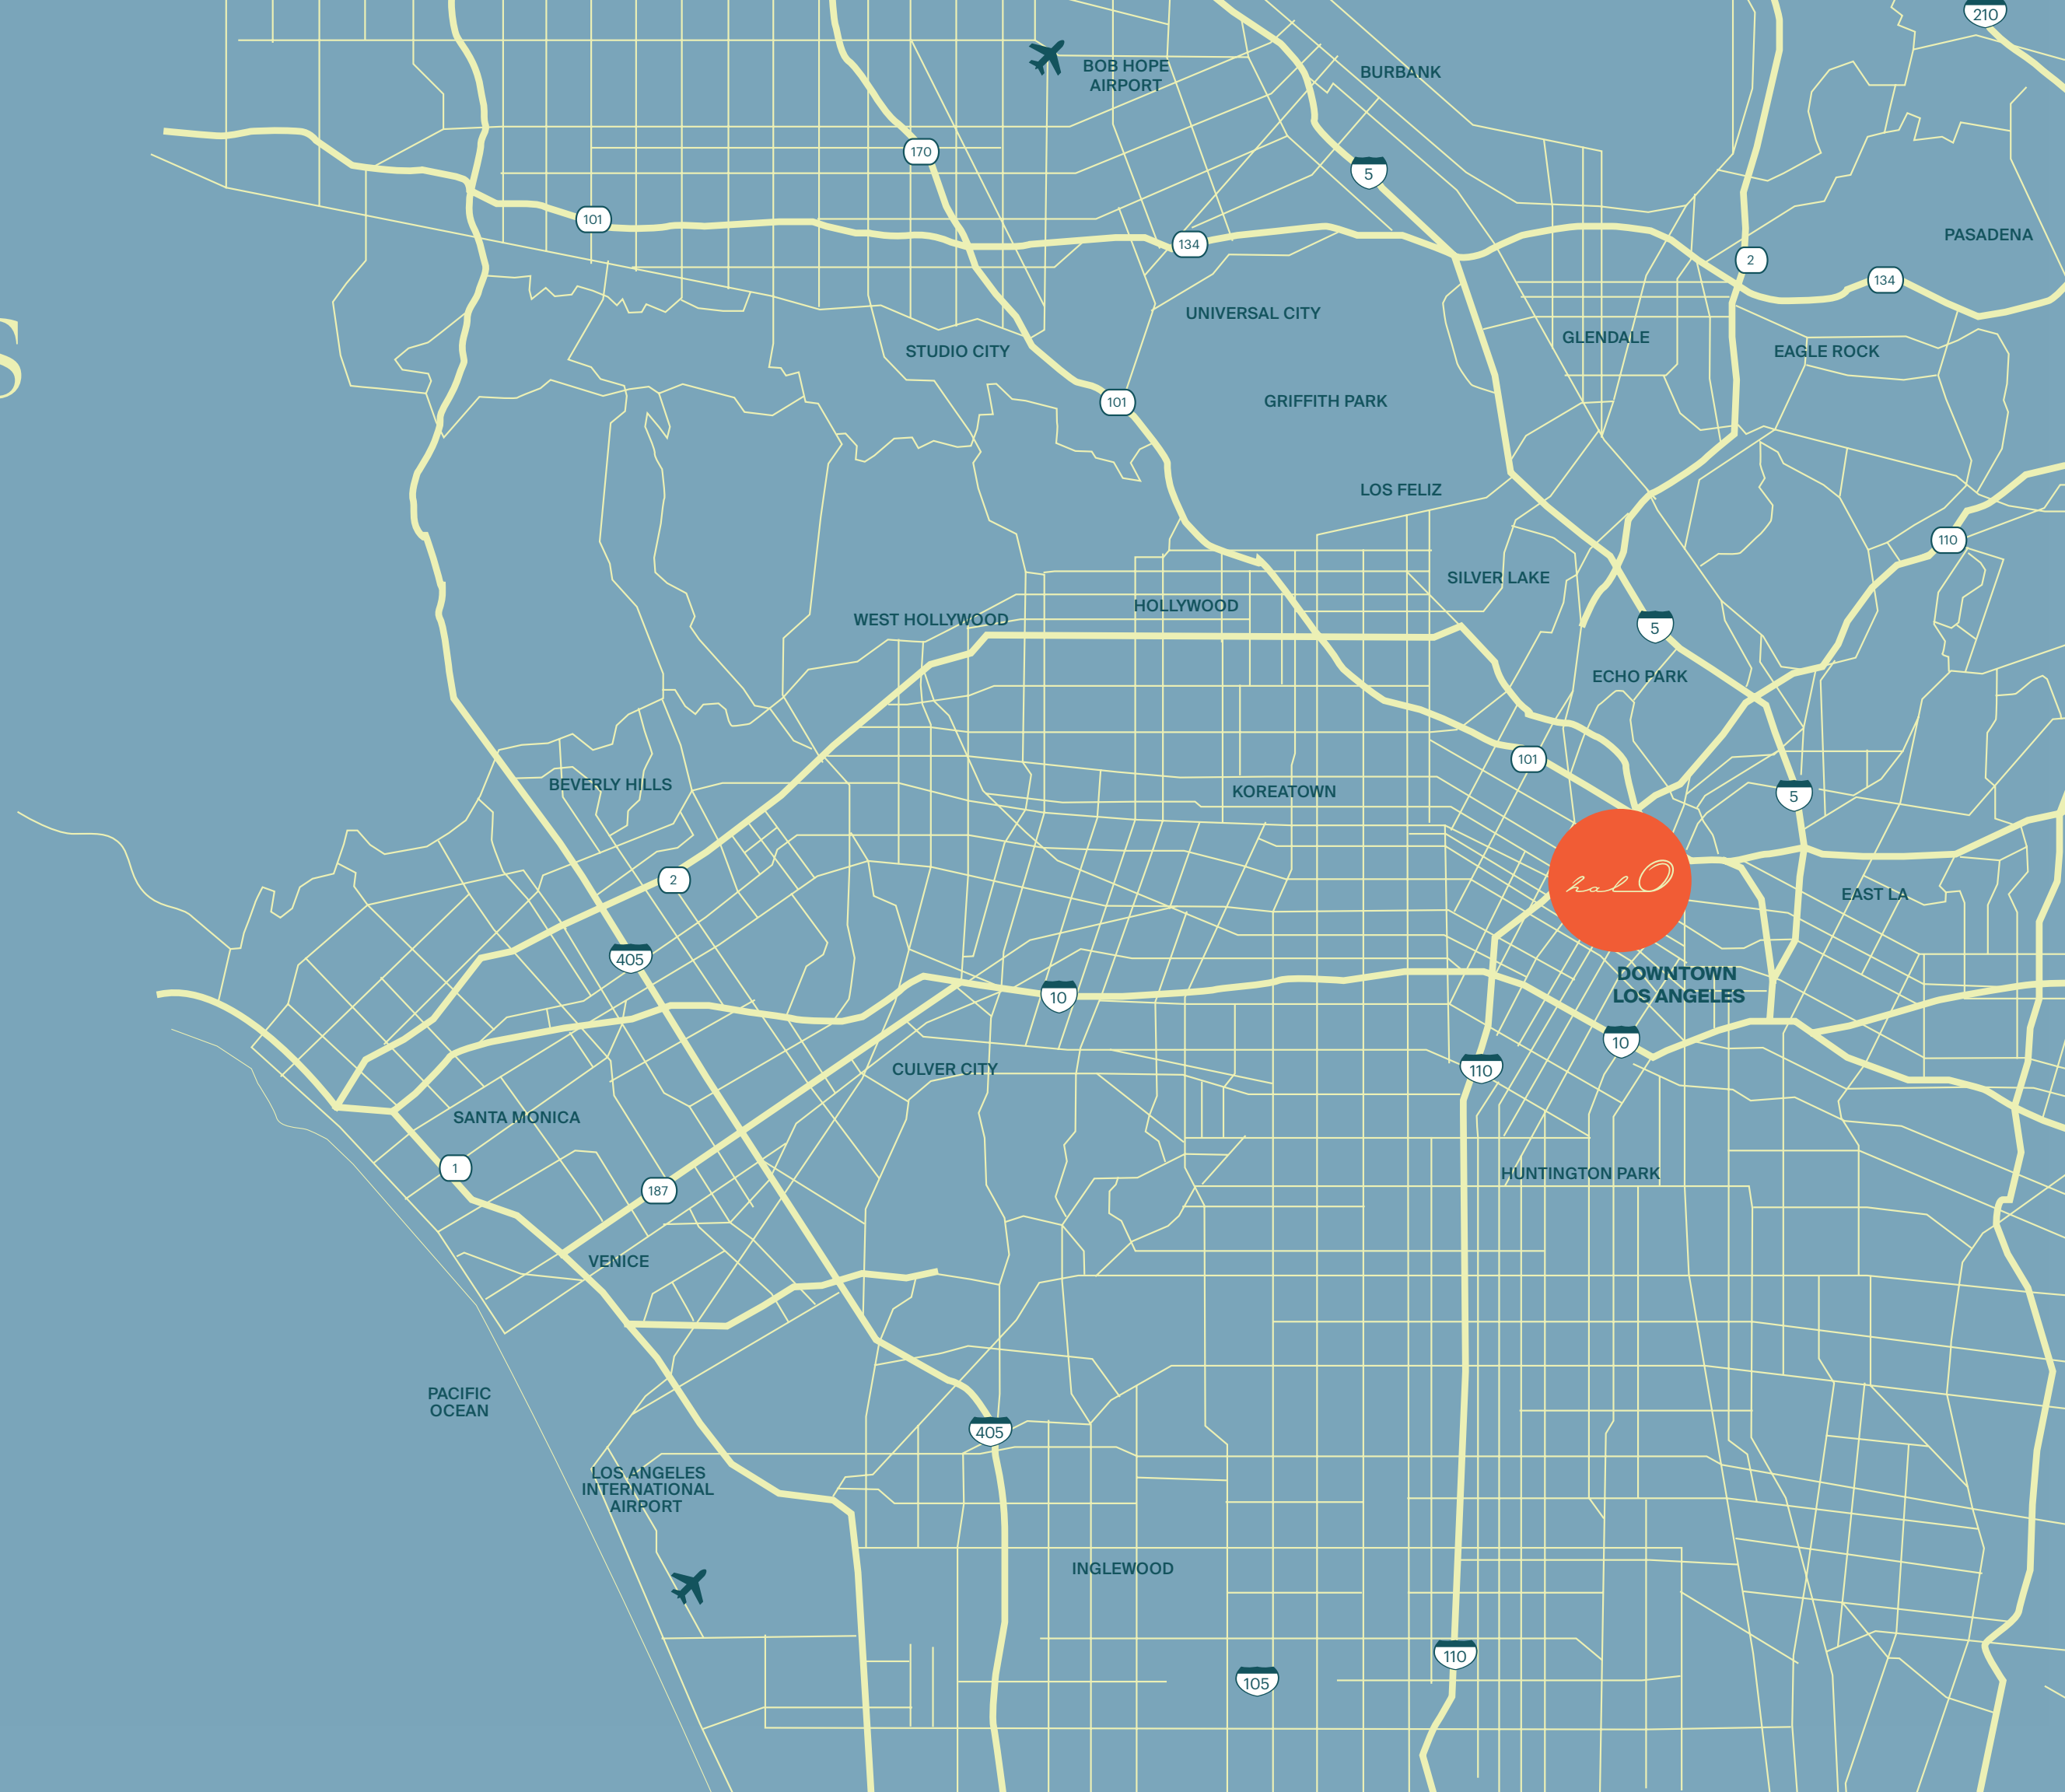 210
BOB HOPE
AIRPORT
BURBANK
170
5
101
134
PASADENA
2
134
UNIVERSAL CITY
S
STUDIO CITY
GLENDALE
EAGLE ROCK
101
GRIFFITH PARK
LOS FELIZ
110
SILVER LAKE
HOLLYWOOD
WEST HOLLYWOOD
5
ECHO PARK
101
BEVERLY HILLS
KOREATOWN
5
2
halO
EAST LA
405
DOWNTOWN
LOS ANGELES
10
10
CULVER CITY
110
SANTA MONICA
1
HUNTINGTON PARK
187
VENICE
PACIFIC
OCEAN
405
LOS ANGELES
INTERNATIONAL
AIRPORT
INGLEWOOD
110
105